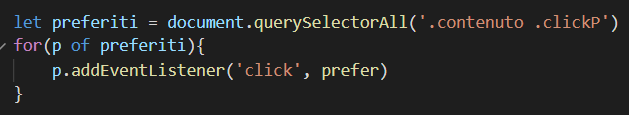 let preferiti = document.querySelectorAll('.contenuto .clickP')
for(p of preferiti){
    p.addEventListener('click', prefer)
}